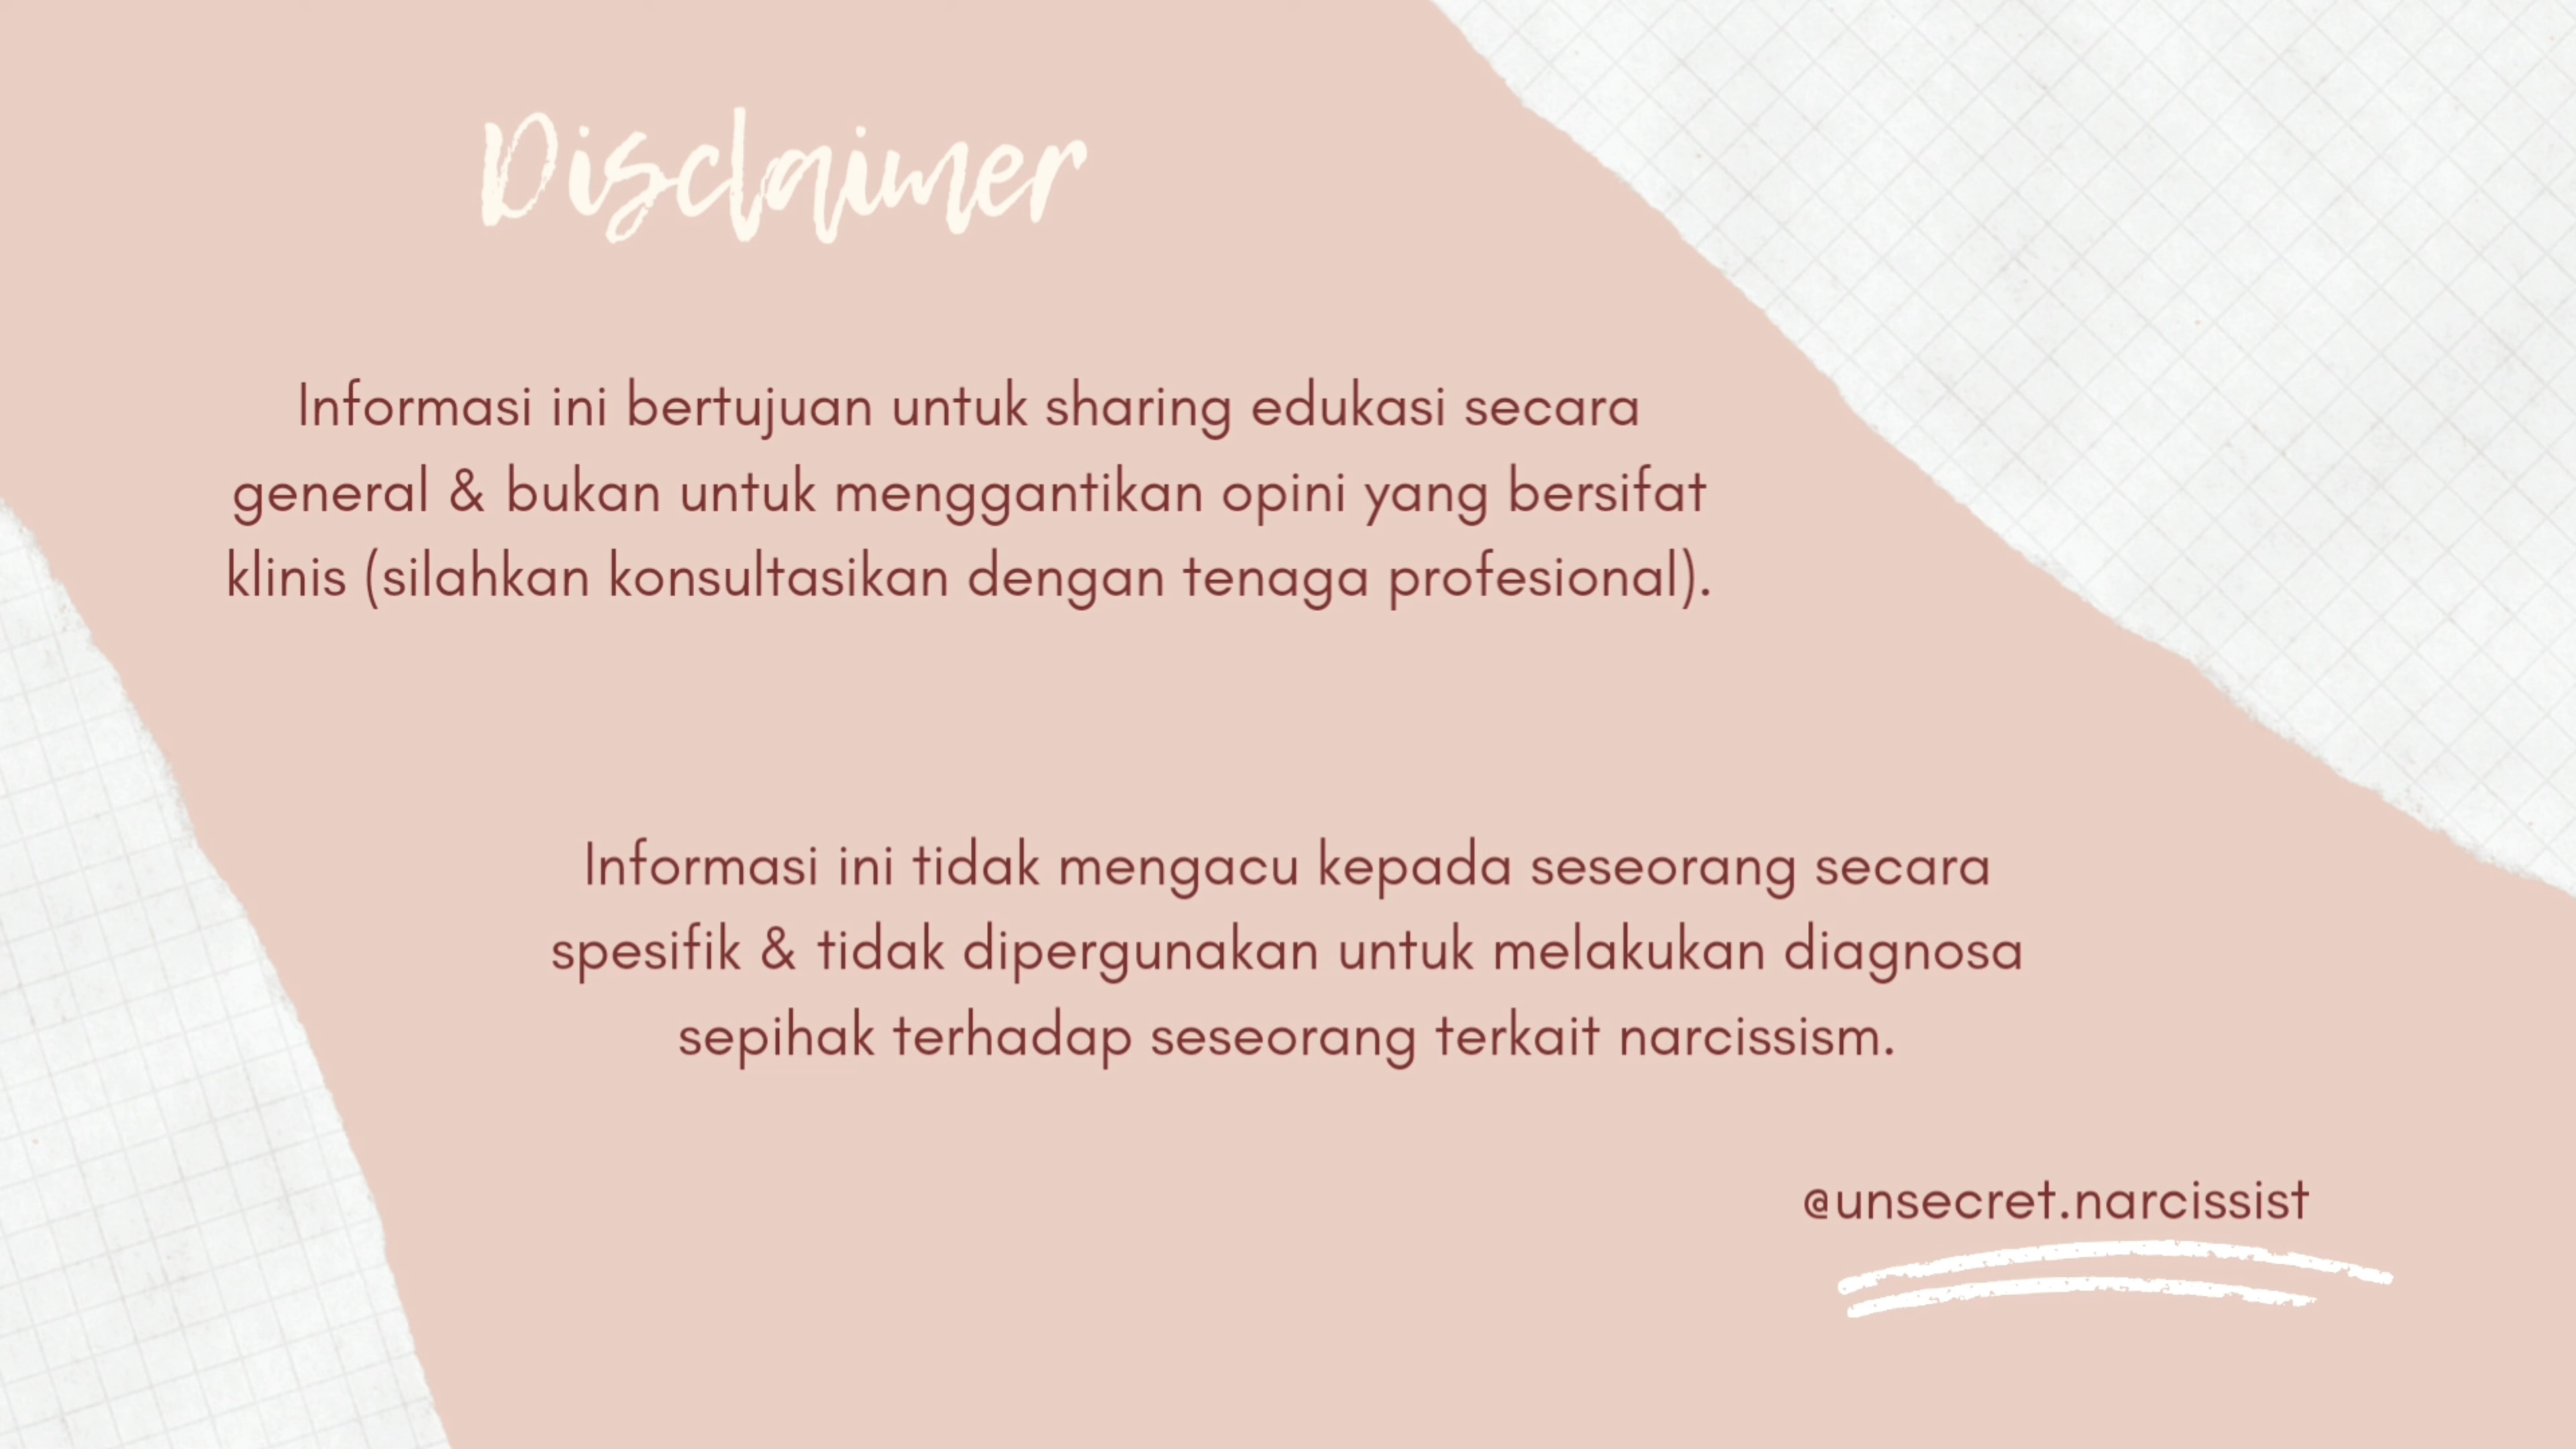 Disclaimer
Informasi ini bertujuan untuk sharing edukasi secara
general & bukan untuk menggantikan opini yang bersifat
klinis (silahkan konsultasikan dengan tenaga profesional).
Informasi ini tidak mengacu kepada seseorang secara
spesifik & tidak dipergunakan untuk melakukan diagnosa
sepihak terhadap seseorang terkait narcissism.
@unsecret.narcissist